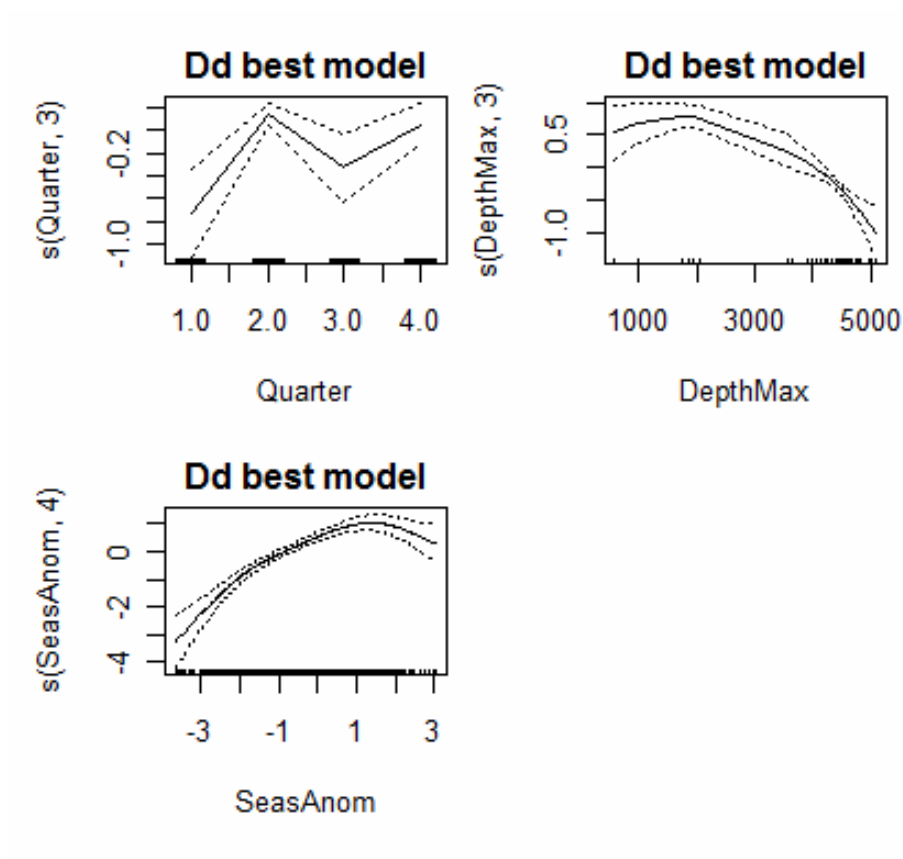 Dd best model
s(Quarter, 3)
-0.2
-1.0
1.0 2.0 3.0 4.0
Quarter
Dd best model
s(DepthMax, 3)
0.5
-1.0
1000 3000 5000
DepthMax
Dd best model
s(SeasAnom, 4)
0
-2
-4
-3 -1 1 3
SeasAnom